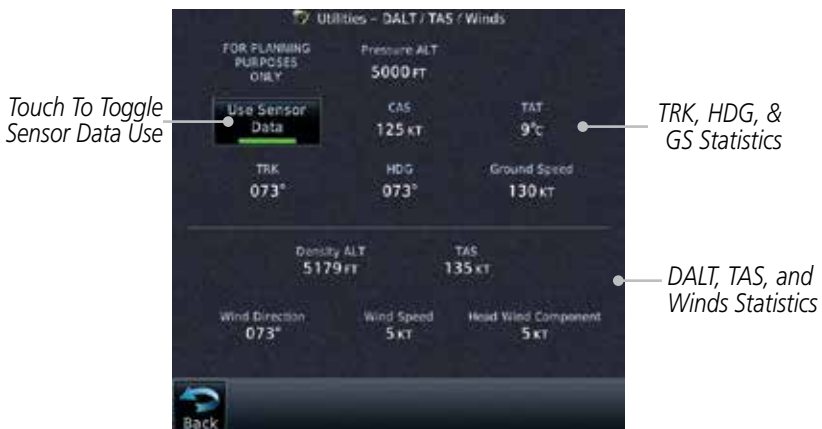 Utilities – DALT / TAS / Winds
FOR PLANNING
PURPOSES
ONLY
Pressure ALT
5000 FT
Touch To Toggle
Sensor Data Use
Use Sensor
Data
CAS
125 KT
TAT
9°C
TRK, HDG, &
GS Statistics
TRK
073°
HDG
073°
Ground Speed
130 KT
Density ALT
5179 FT
TAS
135 KT
DALT, TAS, and
Winds Statistics
Wind Direction
073°
Wind Speed
5 KT
Head Wind Component
5 KT
Back